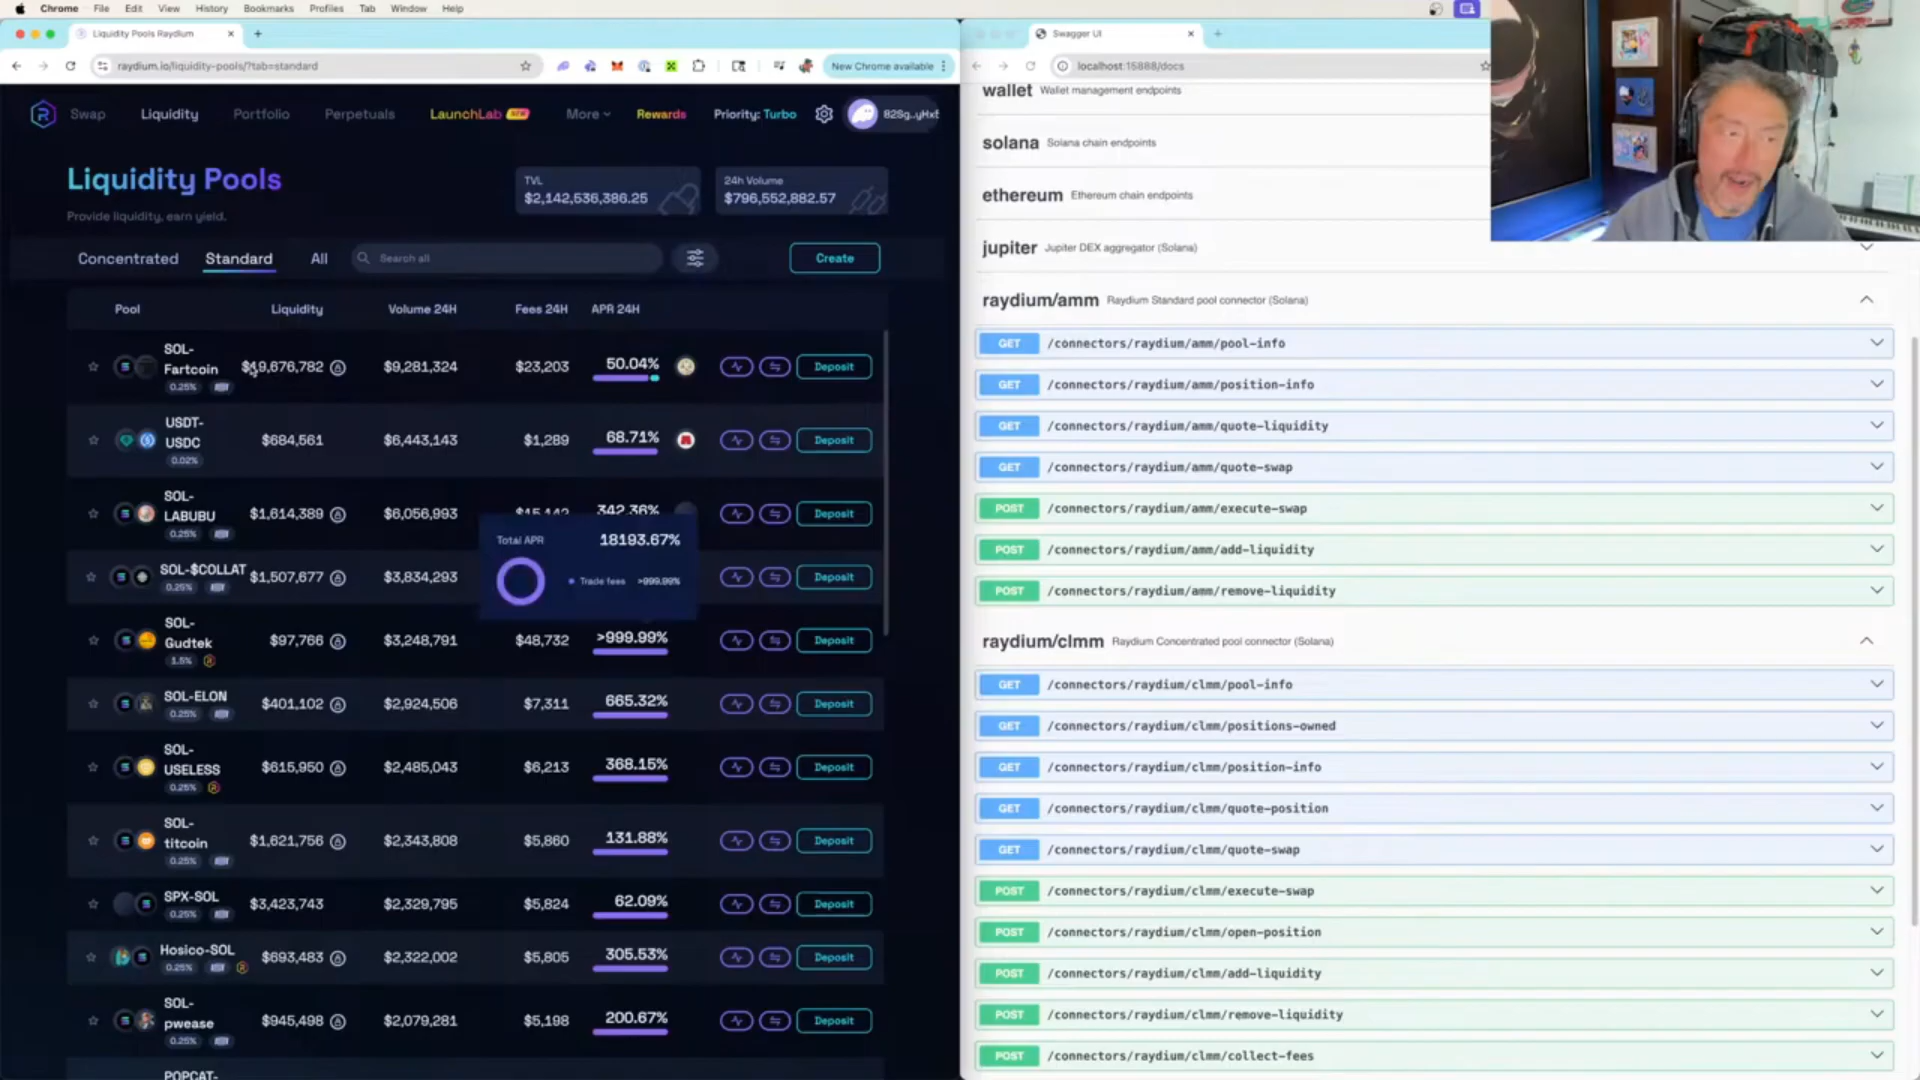 Chrome File Edit View History Bookmarks Profiles Tab Window Help
Liquidity Pools Raydium
raydium.io/liquidity-pools/?tab=standard
New Chrome available
Swap Liquidity Portfolio Perpetuals LaunchLab More Rewards Priority: Turbo
Liquidity Pools
Provide liquidity, earn yield.
TVL
$2,142,536,386.25
24h Volume
$796,552,882.57
Concentrated Standard All Search all Create
Pool Liquidity Volume 24H Fees 24H APR 24H
SOL-
Fartcoin
0.25%
$19,676,782 $9,281,324 $23,203 50.04% Deposit
USDT-
USDC
0.02%
$684,561 $6,443,143 $1,289 68.71% Deposit
SOL-
LABUBU
0.25%
$1,614,389 $6,056,993 $15,142 342.36% Deposit
SOL-$COLLAT
0.25%
$1,507,677 $3,834,293 Deposit
Total APR 18193.67%
Trade fees >999.99%
SOL-
Gudtek
1.5%
$97,766 $3,248,791 $48,732 >999.99% Deposit
SOL-ELON
0.25%
$401,102 $2,924,506 $7,311 665.32% Deposit
SOL-
USELESS
0.25%
$615,950 $2,485,043 $6,213 368.15% Deposit
SOL-
titcoin
0.25%
$1,621,756 $2,343,808 $5,860 131.88% Deposit
SPX-SOL
0.25%
$3,423,743 $2,329,795 $5,824 62.09% Deposit
Hosico-SOL
0.25%
$693,483 $2,322,002 $5,805 305.53% Deposit
SOL-
pwease
0.25%
$945,498 $2,079,281 $5,198 200.67% Deposit
POPCAT-
Swagger UI
localhost:15888/docs
wallet Wallet management endpoints
solana Solana chain endpoints
ethereum Ethereum chain endpoints
jupiter Jupiter DEX aggregator (Solana)
raydium/amm Raydium Standard pool connector (Solana)
GET /connectors/raydium/amm/pool-info
GET /connectors/raydium/amm/position-info
GET /connectors/raydium/amm/quote-liquidity
GET /connectors/raydium/amm/quote-swap
POST /connectors/raydium/amm/execute-swap
POST /connectors/raydium/amm/add-liquidity
POST /connectors/raydium/amm/remove-liquidity
raydium/clmm Raydium Concentrated pool connector (Solana)
GET /connectors/raydium/clmm/pool-info
GET /connectors/raydium/clmm/positions-owned
GET /connectors/raydium/clmm/position-info
GET /connectors/raydium/clmm/quote-position
GET /connectors/raydium/clmm/quote-swap
POST /connectors/raydium/clmm/execute-swap
POST /connectors/raydium/clmm/open-position
POST /connectors/raydium/clmm/add-liquidity
POST /connectors/raydium/clmm/remove-liquidity
POST /connectors/raydium/clmm/collect-fees